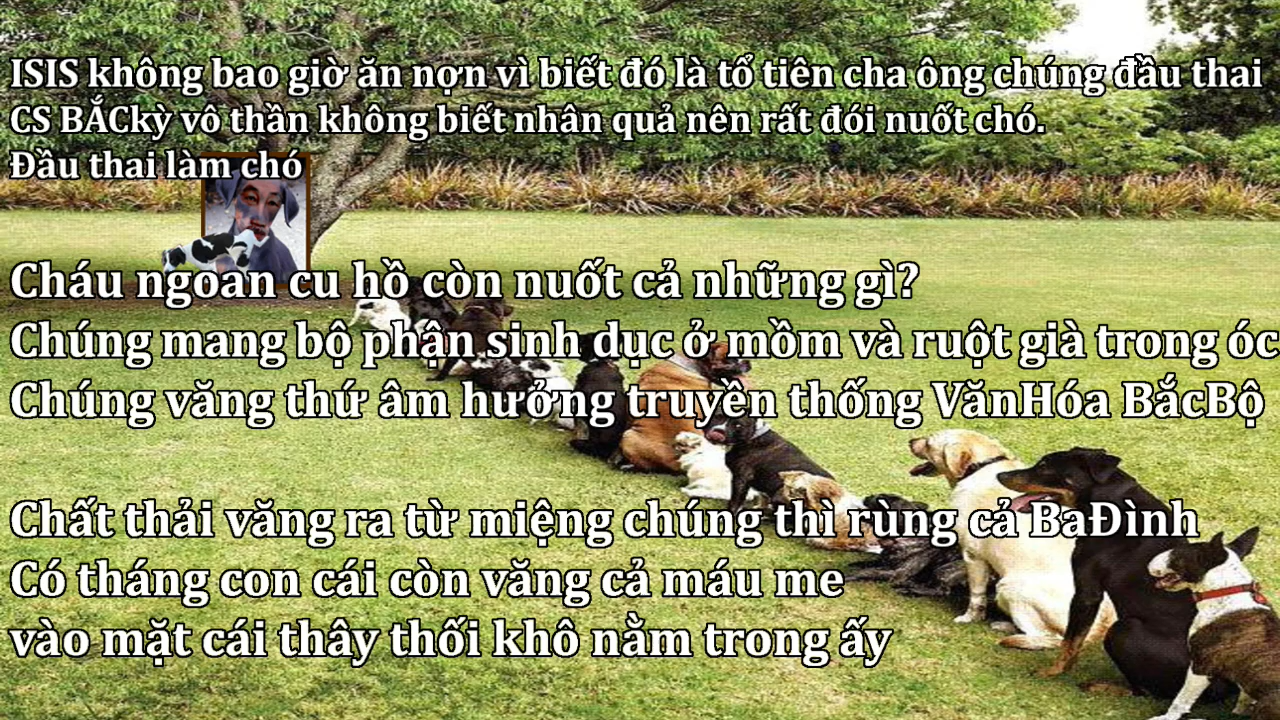 ISIS không bao giờ ăn nợn vì biết đó là tổ tiên cha ông chúng đầu thai
CS BẮCkỳ vô thần không biết nhân quả nên rất đói nuốt chó.
Đầu thai làm chó
Cháu ngoan cu hồ còn nuốt cả những gì?
Chúng mang bộ phận sinh dục ở mồm và ruột già trong óc
Chúng văng thứ âm hưởng truyền thống VănHóa BắcBộ
Chất thải văng ra từ miệng chúng thì rùng cả BaĐình
Có tháng con cái còn văng cả máu me
vào mặt cái thây thối khô nằm trong ấy